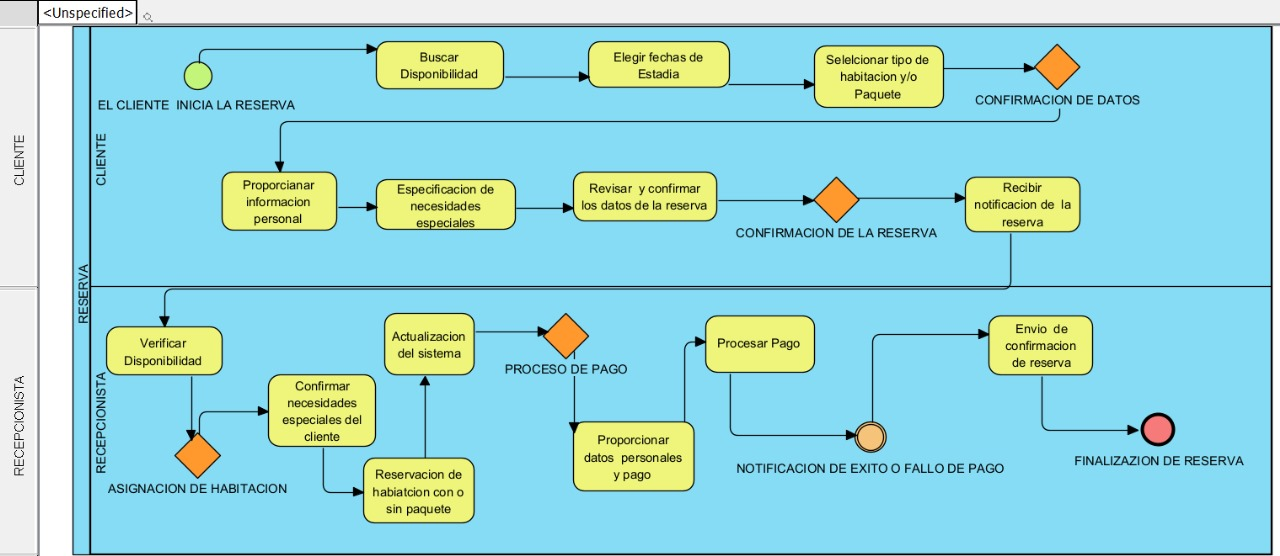 <Unspecified>
CLIENTE
RECEPCIONISTA
RESERVA
CLIENTE
RECEPCIONISTA
EL CLIENTE INICIA LA RESERVA
Buscar
Disponibilidad
Elegir fechas de
Estadia
Selelcionar tipo de
habitacion y/o
Paquete
CONFIRMACION DE DATOS
Proporcianar
informacion
personal
Especificacion de
necesidades
especiales
Revisar y confirmar
los datos de la reserva
CONFIRMACION DE LA RESERVA
Recibir
notificacion de la
reserva
Verificar
Disponibilidad
ASIGNACION DE HABITACION
Confirmar
necesidades
especiales del
cliente
Reservacion de
habiatcion con o
sin paquete
Actualizacion
del sistema
PROCESO DE PAGO
Proporcionar
datos personales
y pago
Procesar Pago
NOTIFICACION DE EXITO O FALLO DE PAGO
Envio de
confirmacion
de reserva
FINALIZAZION DE RESERVA